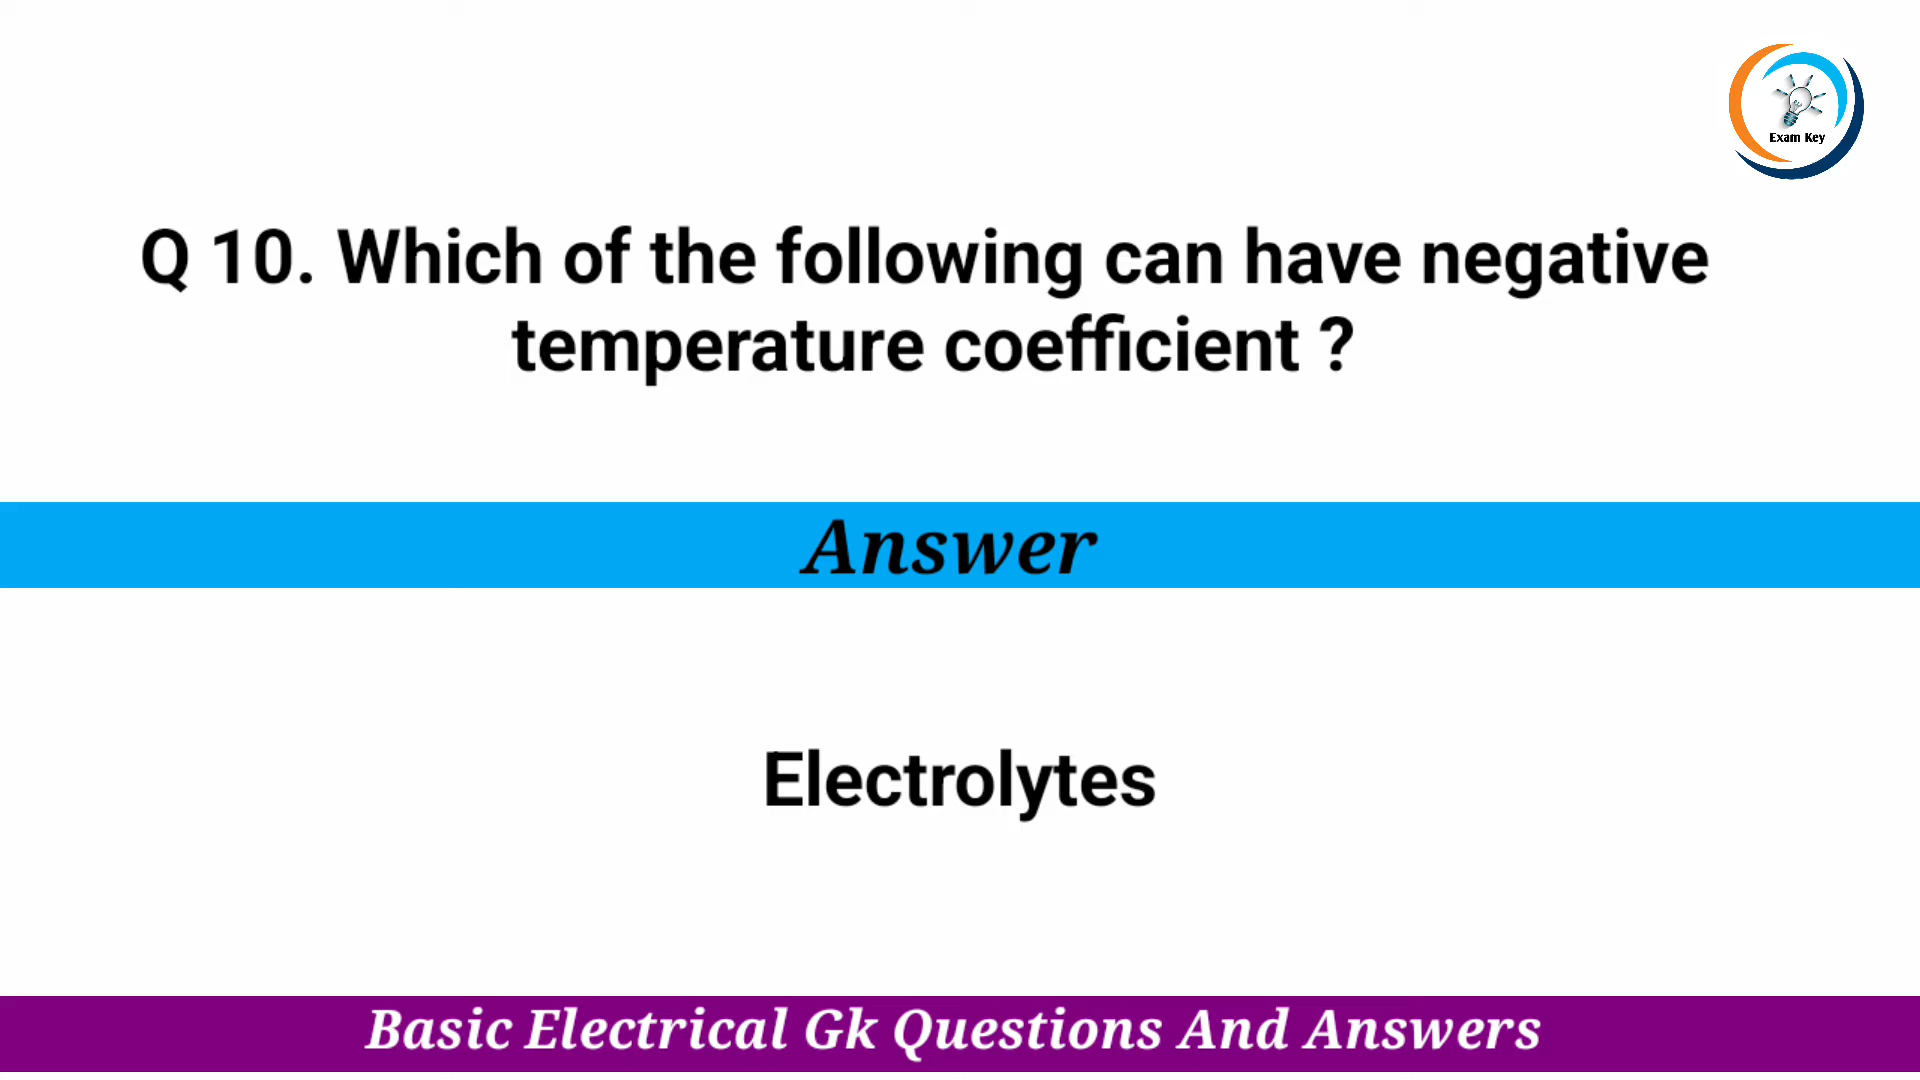 Exam Key
Q 10. Which of the following can have negative
temperature coefficient ?
Answer
Electrolytes
Basic Electrical Gk Questions And Answers